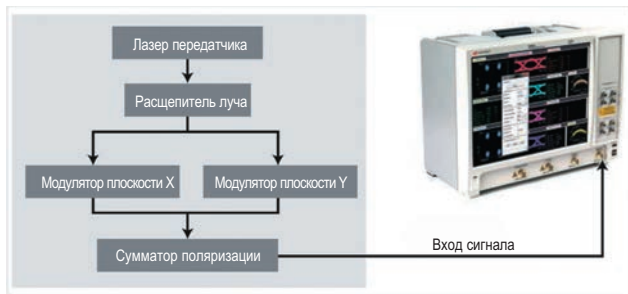 Лазер передатчика
Расщепитель луча
Модулятор плоскости X
Модулятор плоскости Y
Сумматор поляризации
Вход сигнала